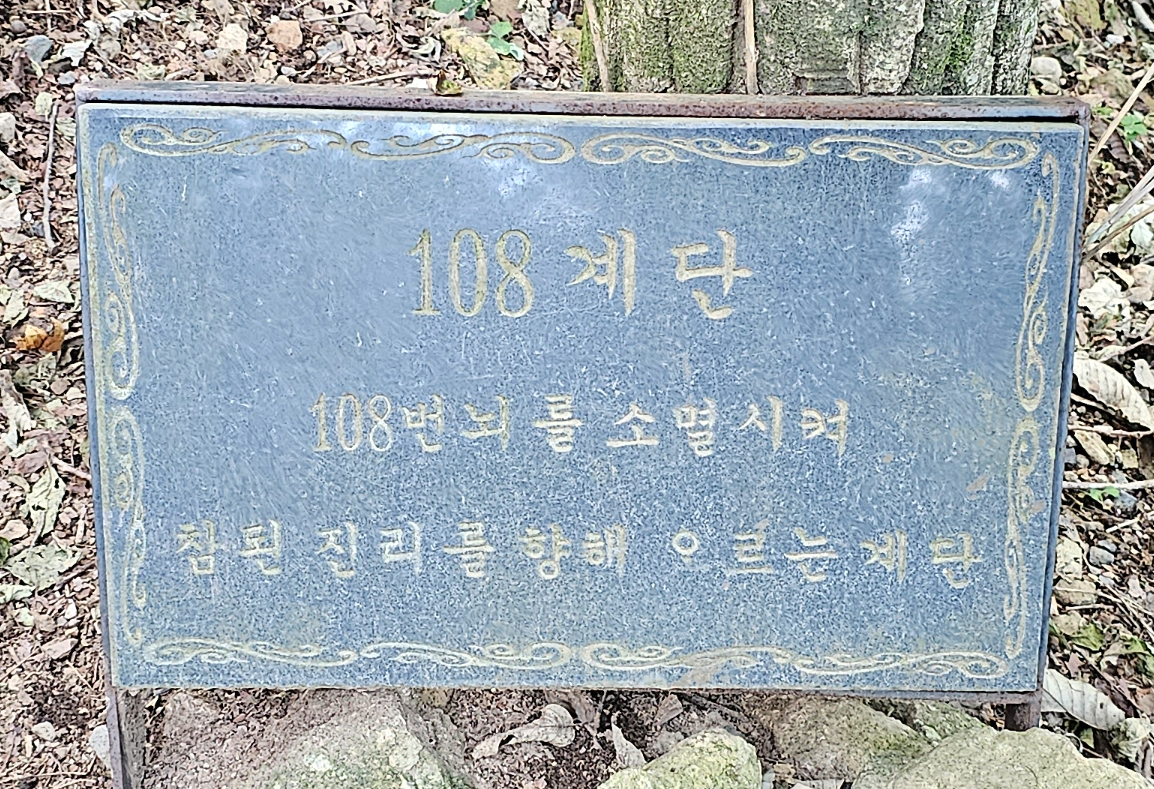 108 계단
108번뇌를 소멸시켜
참된 진리를 향해 오르는 계단